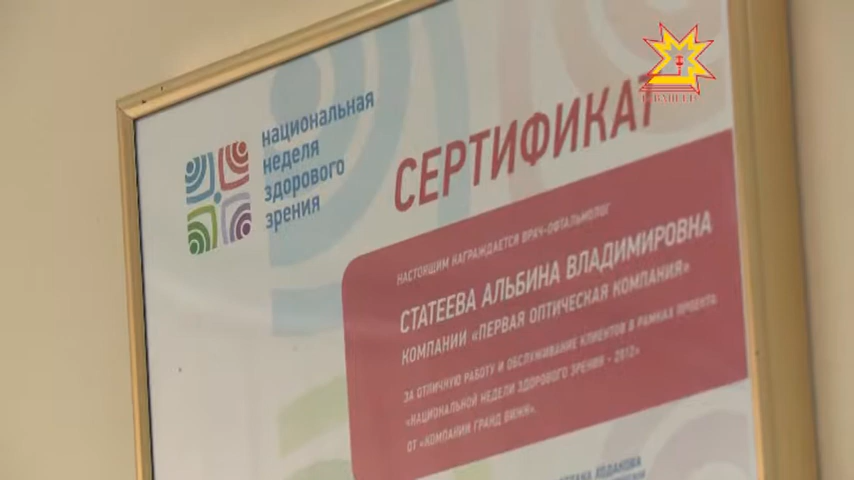 национальная
неделя
здорового
зрения
СЕРТИФИКАТ
НАСТОЯЩИМ НАГРАЖДАЕТСЯ ВРАЧ-ОФТАЛЬМОЛОГ
СТАТЕЕВА АЛЬБИНА ВЛАДИМИРОВНА
КОМПАНИИ «ПЕРВАЯ ОПТИЧЕСКАЯ КОМПАНИЯ»
ЗА ОТЛИЧНУЮ РАБОТУ И ОБСЛУЖИВАНИЕ КЛИЕНТОВ В РАМКАХ ПРОЕКТА
«НАЦИОНАЛЬНОЙ НЕДЕЛИ ЗДОРОВОГО ЗРЕНИЯ - 2012»
ОТ «КОМПАНИИ ГРАНД ВИЖН».
ХОДАКОВА